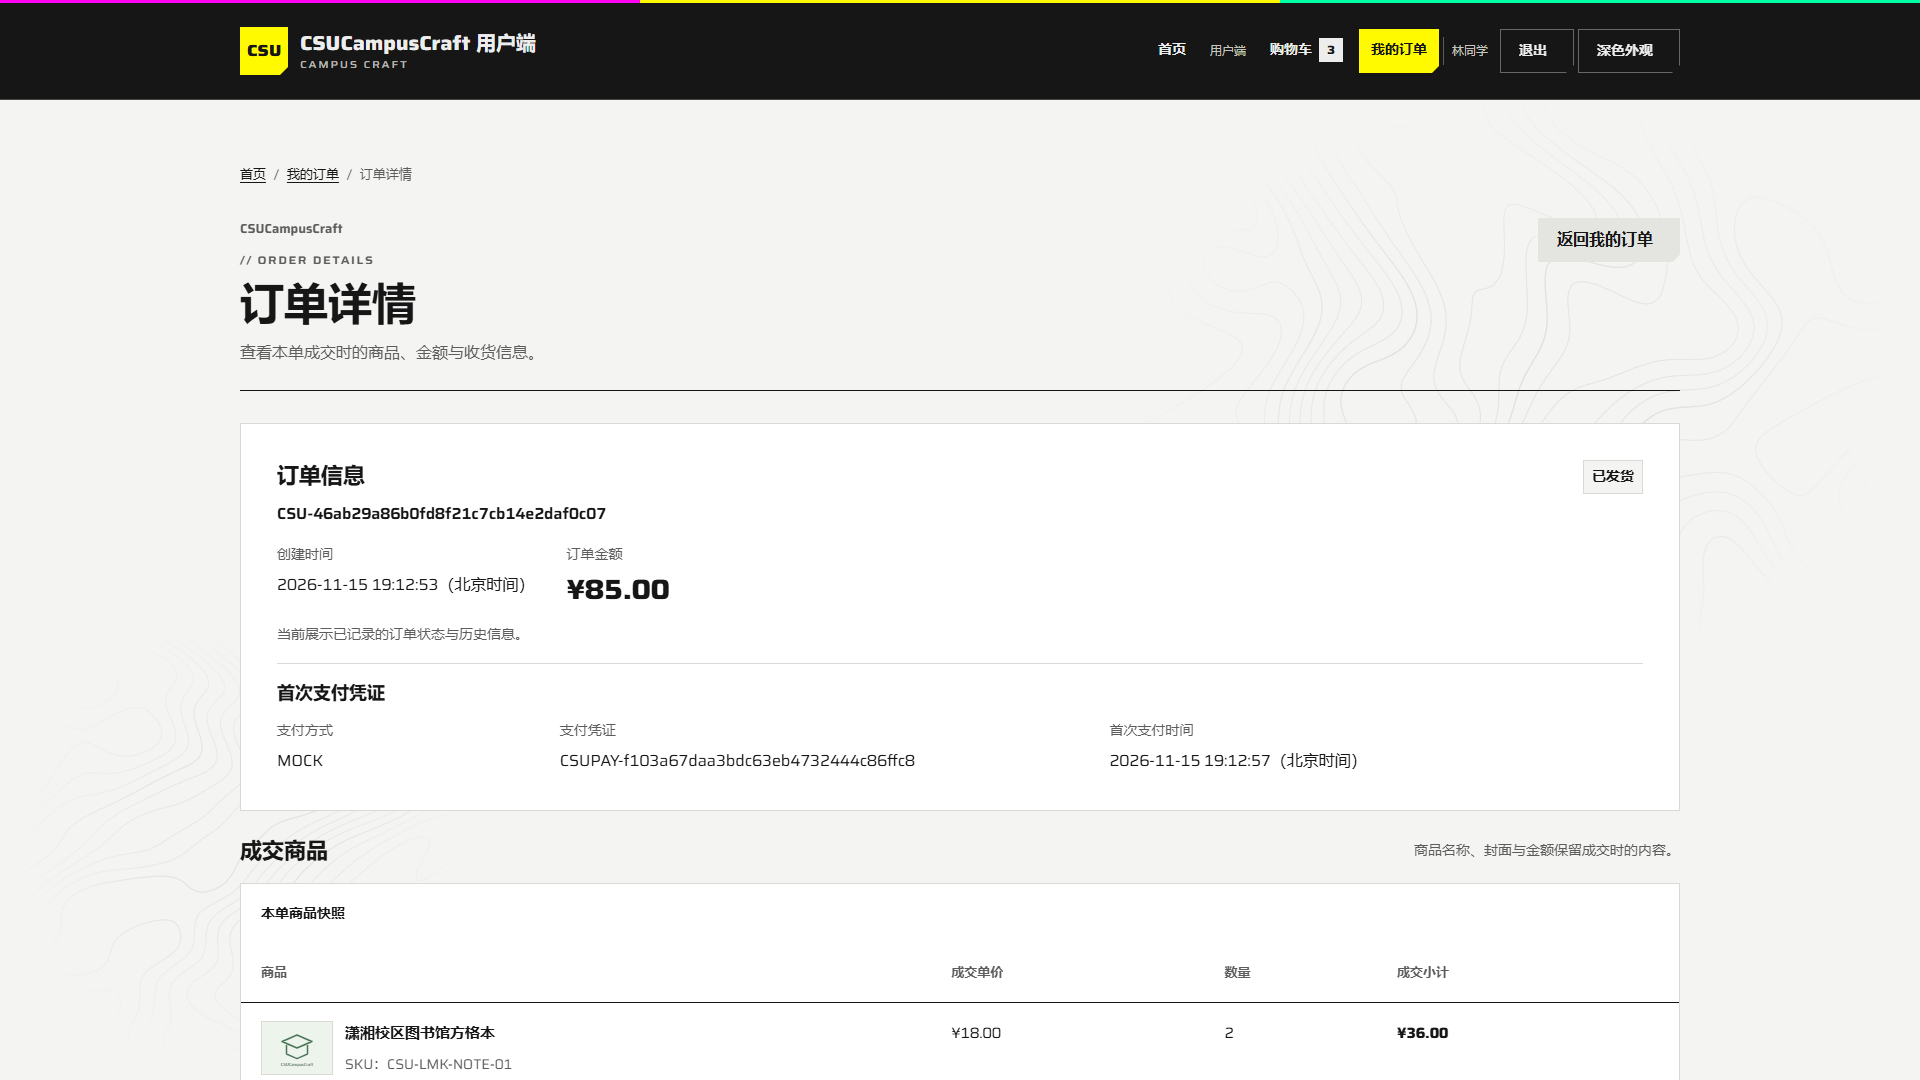 CSU
CSUCampusCraft 用户端
CAMPUS CRAFT
首页
用户端
购物车 3
我的订单
林同学
退出
深色外观
首页 / 我的订单 / 订单详情
CSUCampusCraft
// ORDER DETAILS
订单详情
查看本单成交时的商品、金额与收货信息。
返回我的订单
订单信息
已发货
CSU-46ab29a86b0fd8f21c7cb14e2daf0c07
创建时间
2026-11-15 19:12:53（北京时间）
订单金额
¥85.00
当前展示已记录的订单状态与历史信息。
首次支付凭证
支付方式
MOCK
支付凭证
CSUPAY-f103a67daa3bdc63eb4732444c86ffc8
首次支付时间
2026-11-15 19:12:57（北京时间）
成交商品
商品名称、封面与金额保留成交时的内容。
本单商品快照
商品 成交单价 数量 成交小计
CSUCampusCraft
潇湘校区图书馆方格本 ¥18.00 2 ¥36.00
SKU：CSU-LMK-NOTE-01